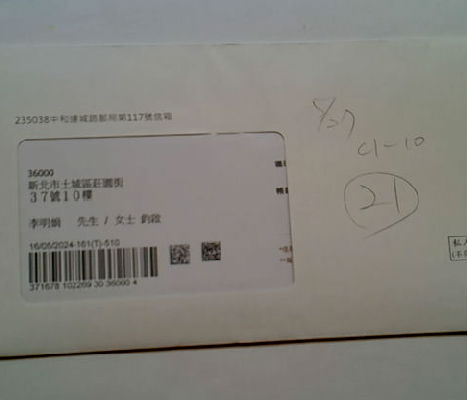 235038中和連城路郵局第117號信箱
36000
新北市土城區莊園街
37號10樓
李明娟 先生 / 女士 鈞啟
16/05/2024-161(T)-510
371678 102269 30 36000 4
C1-10
21
私人